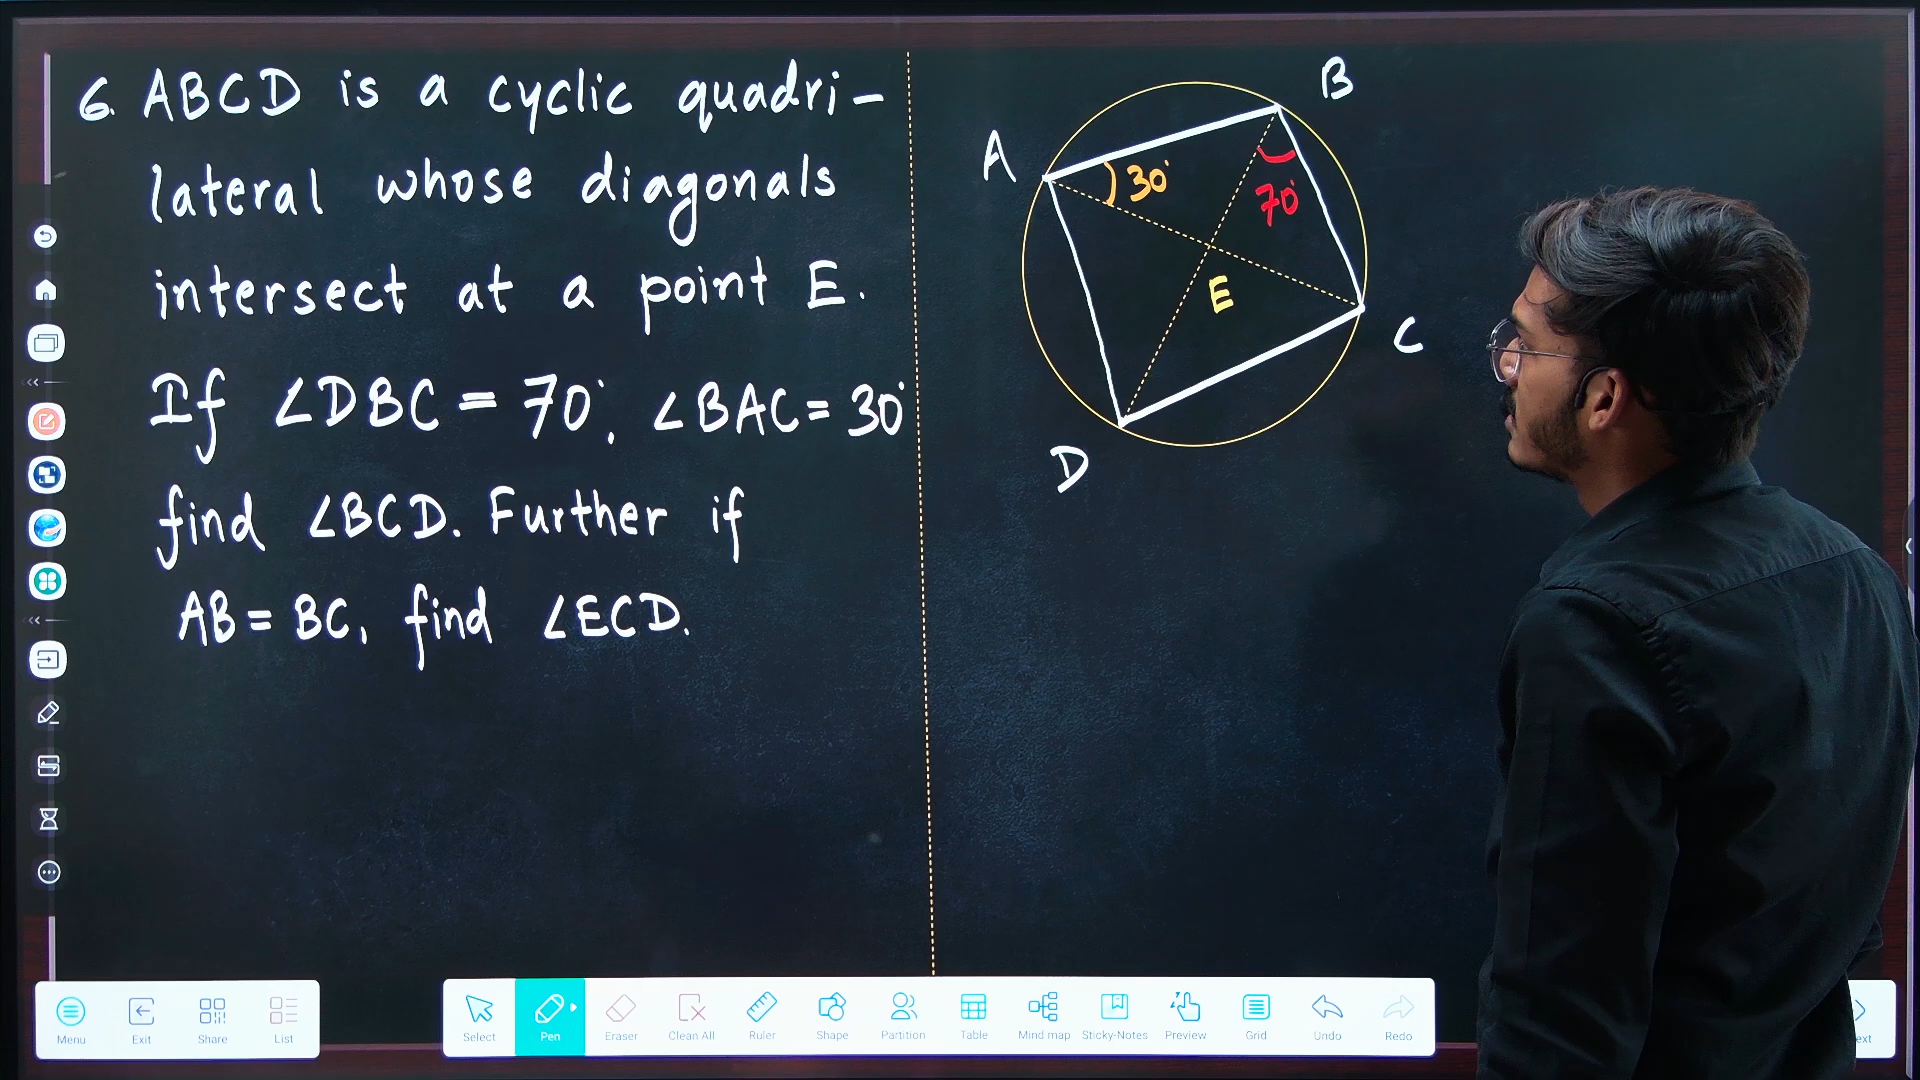 6. ABCD is a cyclic quadri-
lateral whose diagonals
intersect at a point E.
If ∠DBC = 70°, ∠BAC = 30°
find ∠BCD. Further if
AB = BC, find ∠ECD.
B
A
30°
70°
E
C
D
Menu Exit Share List
Select Pen Eraser Clean All Ruler Shape Partition Table Mind map Sticky-Notes Preview Grid Undo Redo
ext